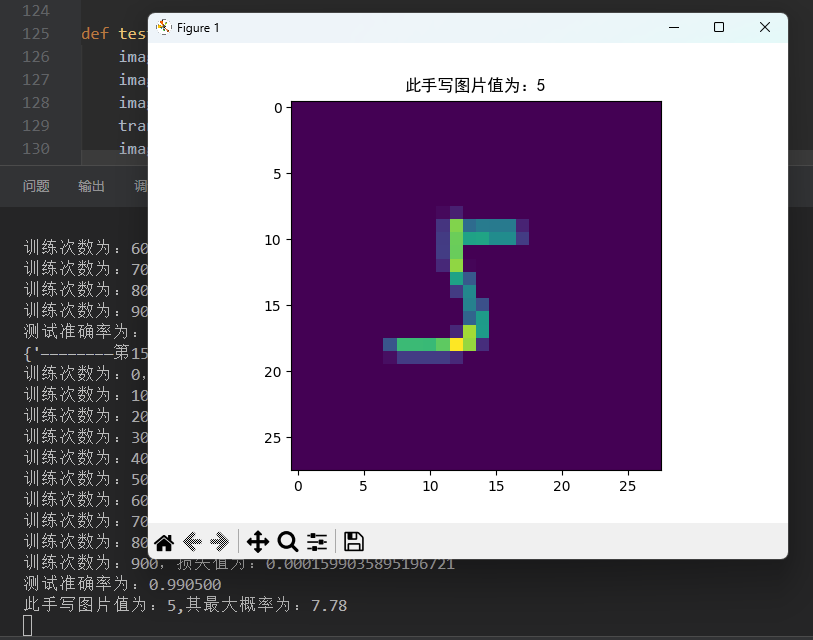 124
125 def tes
126 ima
127 ima
128 ima
129 tra
130 ima
问题 输出 调
Figure 1
此手写图片值为：5
0
5
10
15
20
25
0 5 10 15 20 25
训练次数为：60
训练次数为：70
训练次数为：80
训练次数为：90
测试准确率为：
{'————————第15
训练次数为：0,
训练次数为：10
训练次数为：20
训练次数为：30
训练次数为：40
训练次数为：50
训练次数为：60
训练次数为：70
训练次数为：80
训练次数为：900，损失值为：0.0001599035895196721
测试准确率为：0.990500
此手写图片值为：5,其最大概率为：7.78